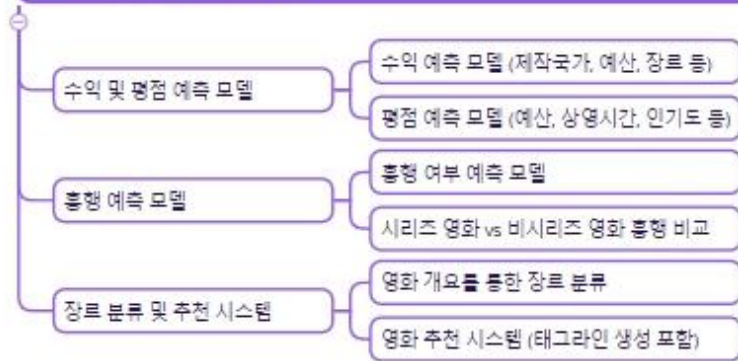 수익 및 평점 예측 모델
수익 예측 모델 (제작국가, 예산, 장르 등)
평점 예측 모델 (예산, 상영시간, 인기도 등)
흥행 예측 모델
흥행 여부 예측 모델
시리즈 영화 vs 비시리즈 영화 흥행 비교
장르 분류 및 추천 시스템
영화 개요를 통한 장르 분류
영화 추천 시스템 (태그라인 생성 포함)